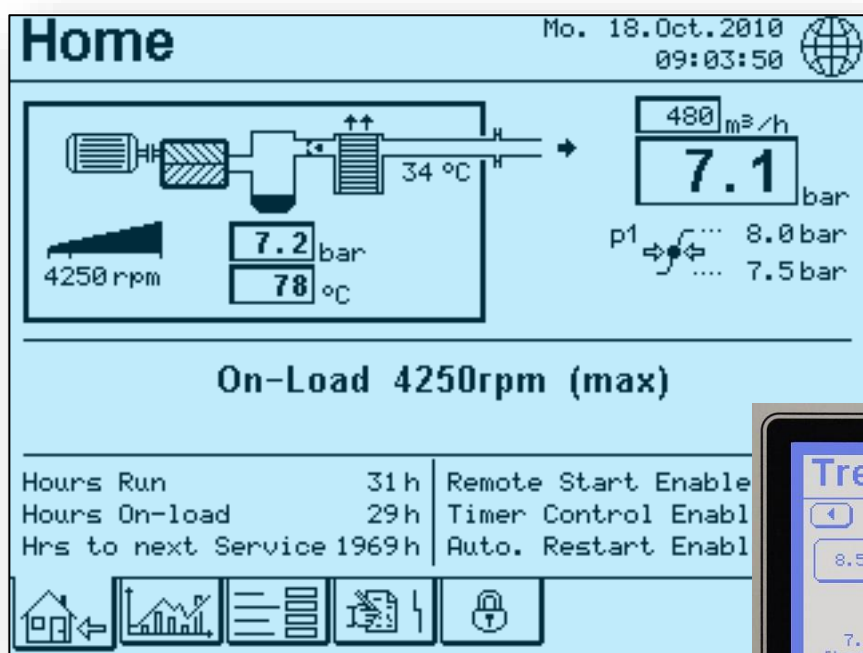 Home
Mo. 18.Oct.2010
09:03:50
480 m³/h
7.1 bar
34 °C
p1
8.0 bar
7.5 bar
7.2 bar
78 °C
4250 rpm
On-Load 4250rpm (max)
Hours Run 31 h
Hours On-load 29 h
Hrs to next Service 1969 h
Remote Start Enable
Timer Control Enabl
Auto. Restart Enabl
Tre
8.5
7.